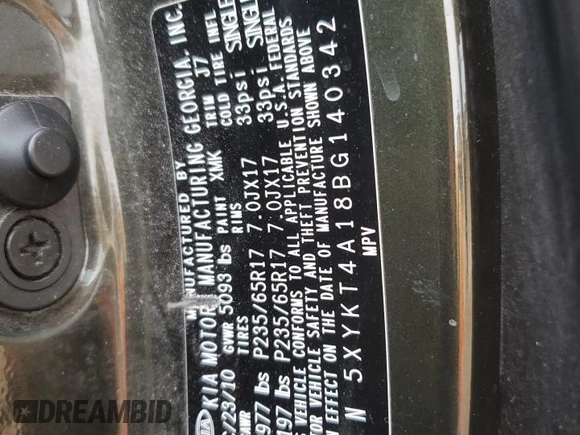 MANUFACTURED BY
KIA MOTOR MANUFACTURING GEORGIA, INC.
/23/10 GVWR 5093 lbs PAINT XMK TRIM J7
TIRES RIMS COLD TIRE INFL
977 lbs P235/65R17 7.0JX17 33psi SINGLE
197 lbs P235/65R17 7.0JX17 33psi SINGLE
VEHICLE CONFORMS TO ALL APPLICABLE U.S.A. FEDERAL
VEHICLE SAFETY AND THEFT PREVENTION STANDARDS
EFFECT ON THE DATE OF MANUFACTURE SHOWN ABOVE
N 5XYKT4A18BG140342
MPV
DREAMBID